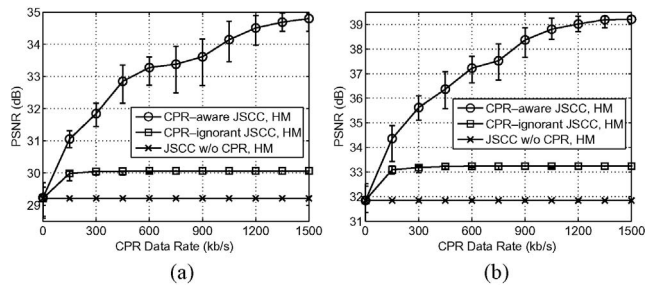 35
34
33
32
31
30
29
PSNR (dB)
CPR–aware JSCC, HM
CPR–ignorant JSCC, HM
JSCC w/o CPR, HM
0 300 600 900 1200 1500
CPR Data Rate (kb/s)
(a)
39
38
37
36
35
34
33
32
31
PSNR (dB)
CPR–aware JSCC, HM
CPR–ignorant JSCC, HM
JSCC w/o CPR, HM
0 300 600 900 1200 1500
CPR Data Rate (kb/s)
(b)